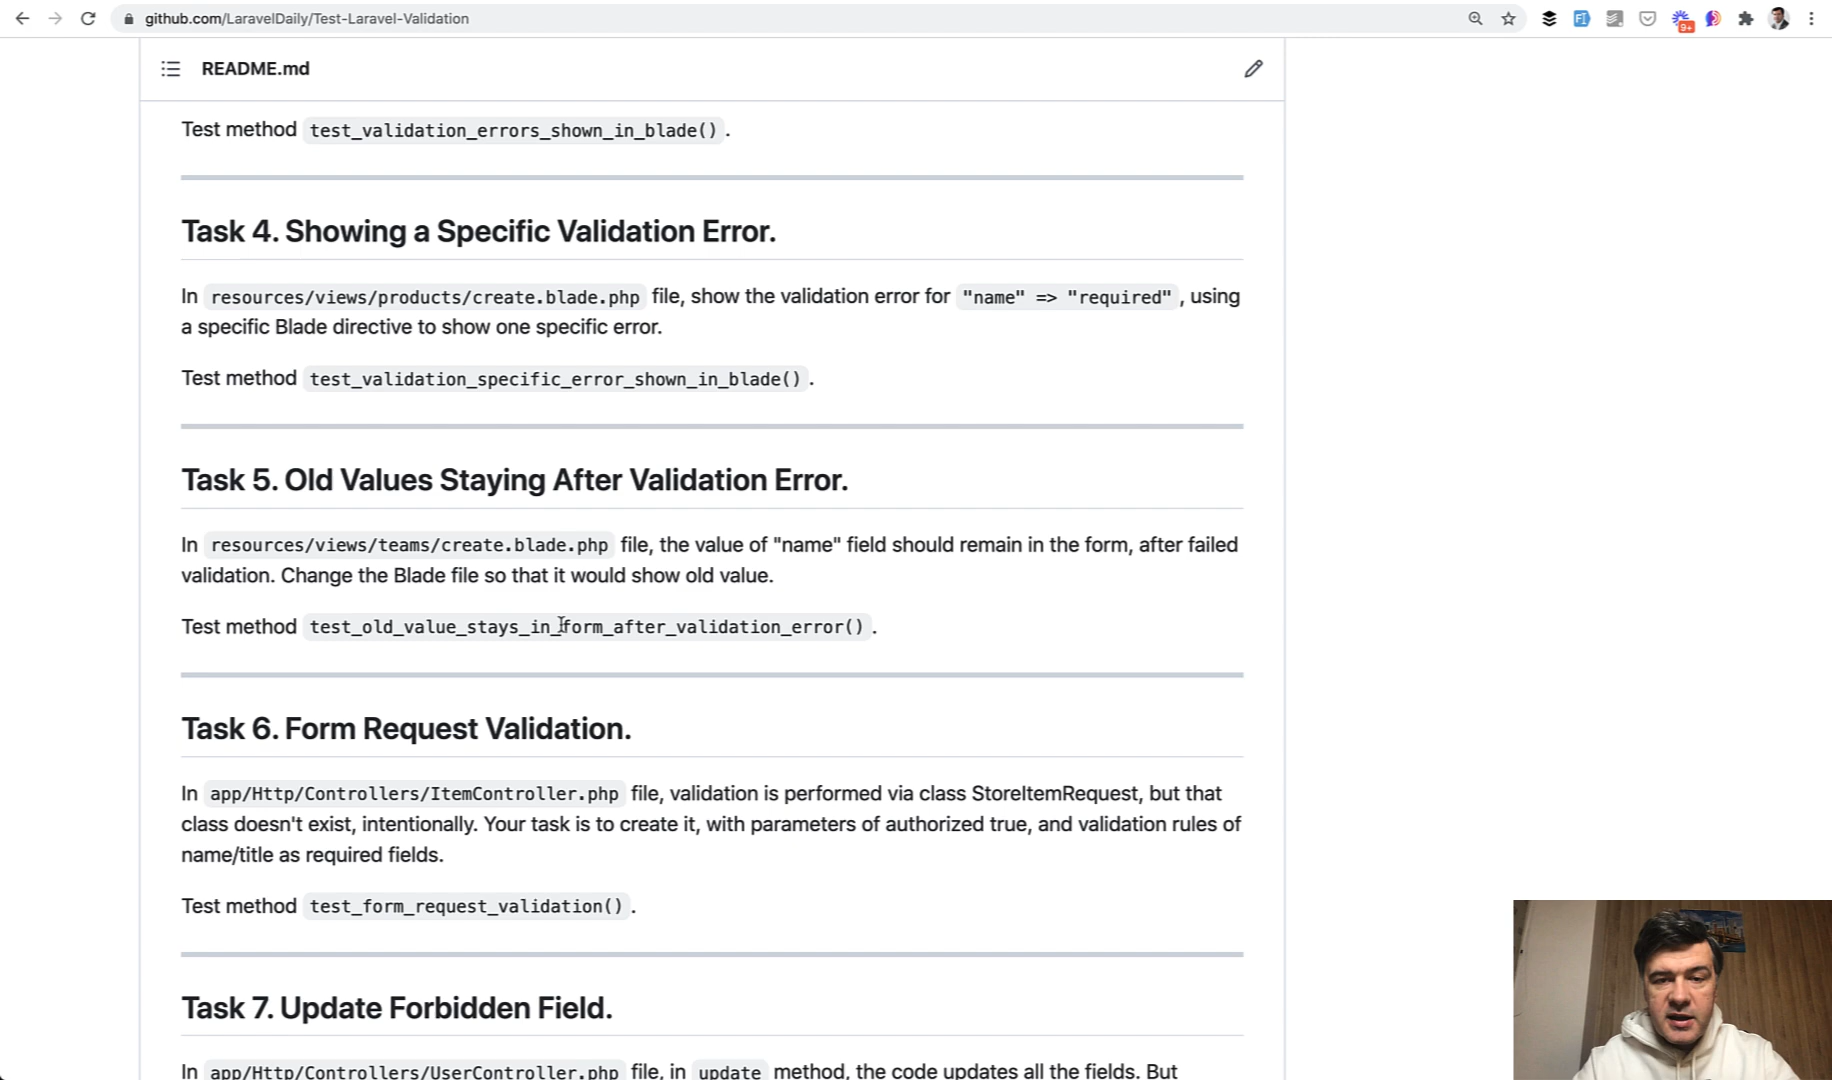 github.com/LaravelDaily/Test-Laravel-Validation
9+
README.md
Test method test_validation_errors_shown_in_blade() .
Task 4. Showing a Specific Validation Error.
In resources/views/products/create.blade.php file, show the validation error for "name" => "required" , using
a specific Blade directive to show one specific error.
Test method test_validation_specific_error_shown_in_blade() .
Task 5. Old Values Staying After Validation Error.
In resources/views/teams/create.blade.php file, the value of "name" field should remain in the form, after failed
validation. Change the Blade file so that it would show old value.
Test method test_old_value_stays_in_form_after_validation_error() .
Task 6. Form Request Validation.
In app/Http/Controllers/ItemController.php file, validation is performed via class StoreItemRequest, but that
class doesn't exist, intentionally. Your task is to create it, with parameters of authorized true, and validation rules of
name/title as required fields.
Test method test_form_request_validation() .
Task 7. Update Forbidden Field.
In app/Http/Controllers/UserController.php file, in update method, the code updates all the fields. But